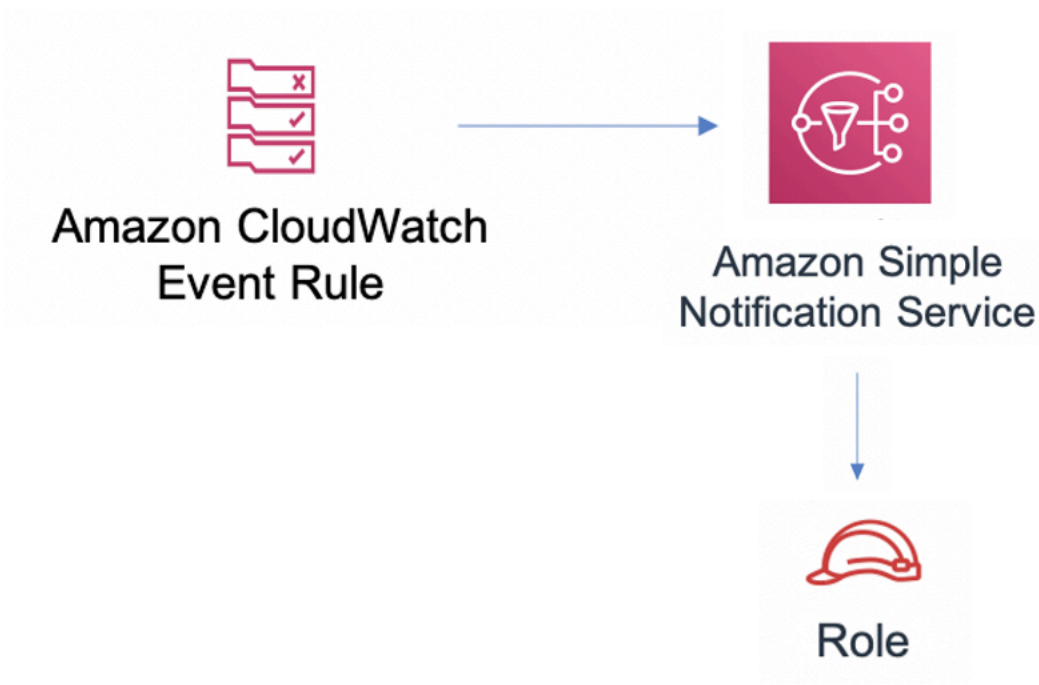 Amazon CloudWatch
Event Rule
Amazon Simple
Notification Service
Role